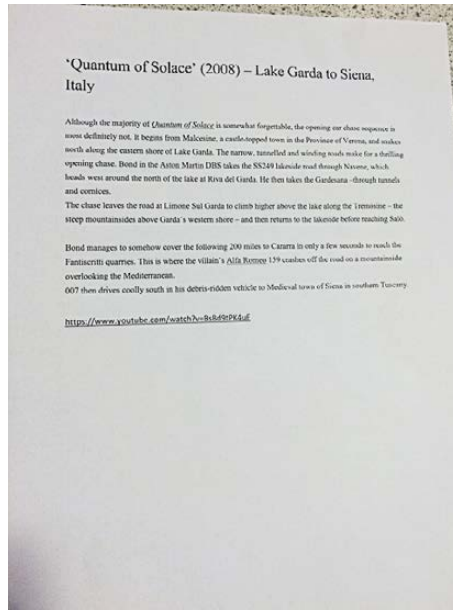 ‘Quantum of Solace’ (2008) – Lake Garda to Siena,
Italy
Although the majority of Quantum of Solace is somewhat forgettable, the opening car chase sequence is
most definitely not. It begins from Malcesine, a castle-topped town in the Province of Verona, and snakes
north along the eastern shore of Lake Garda. The narrow, tunnelled and winding roads make for a thrilling
opening chase. Bond in the Aston Martin DBS takes the SS249 lakeside road through Navene, which
heads west around the north of the lake at Riva del Garda. He then takes the Gardesana –through tunnels
and cornices.
The chase leaves the road at Limone Sul Garda to climb higher above the lake along the Tremosine – the
steep mountainsides above Garda's western shore – and then returns to the lakeside before reaching Salò.
Bond manages to somehow cover the following 200 miles to Cararra in only a few seconds to reach the
Fantiscritti quarries. This is where the villain's Alfa Romeo 159 crashes off the road on a mountainside
overlooking the Mediterranean.
007 then drives coolly south in his debris-ridden vehicle to Medieval town of Siena in southern Tuscany.